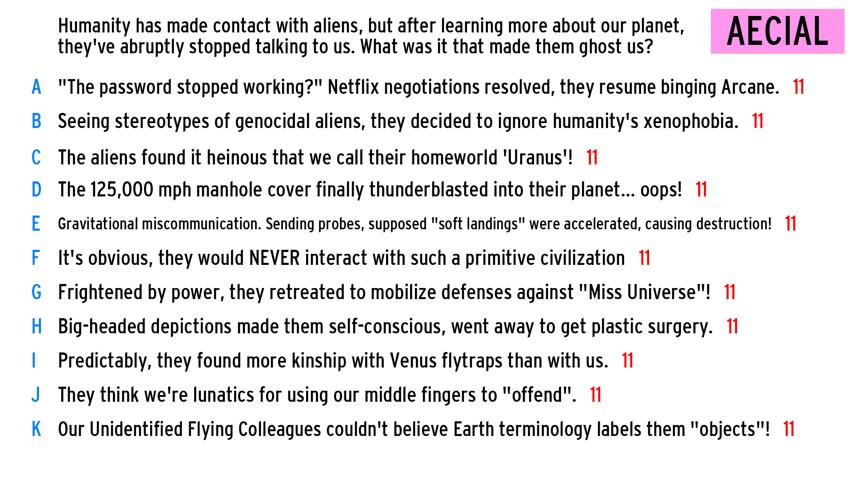 Humanity has made contact with aliens, but after learning more about our planet,
they've abruptly stopped talking to us. What was it that made them ghost us?
AECIAL
A "The password stopped working?" Netflix negotiations resolved, they resume binging Arcane. 11
B Seeing stereotypes of genocidal aliens, they decided to ignore humanity's xenophobia. 11
C The aliens found it heinous that we call their homeworld 'Uranus'! 11
D The 125,000 mph manhole cover finally thunderblasted into their planet... oops! 11
E Gravitational miscommunication. Sending probes, supposed "soft landings" were accelerated, causing destruction! 11
F It's obvious, they would NEVER interact with such a primitive civilization 11
G Frightened by power, they retreated to mobilize defenses against "Miss Universe"! 11
H Big-headed depictions made them self-conscious, went away to get plastic surgery. 11
I Predictably, they found more kinship with Venus flytraps than with us. 11
J They think we're lunatics for using our middle fingers to "offend". 11
K Our Unidentified Flying Colleagues couldn't believe Earth terminology labels them "objects"! 11